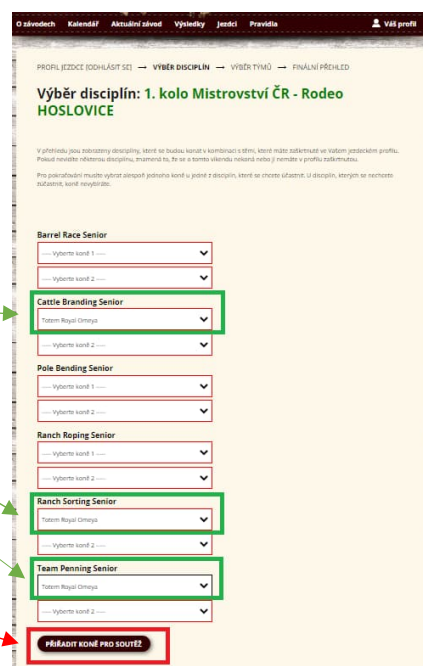 O závodech Kalendář Aktuální závod Výsledky Jezdci Pravidla Váš profil
PROFIL JEZDCE [ODHLÁSIT SE] → VÝBĚR DISCIPLÍN → VÝBĚR TÝMŮ → FINÁLNÍ PŘEHLED
Výběr disciplín: 1. kolo Mistrovství ČR - Rodeo
HOSLOVICE
V přehledu jsou zobrazeny disciplíny, které se budou konat v kombinaci s těmi, které máte zaškrtnuté ve Vašem jezdeckém profilu.
Pokud nevidíte některou disciplínu, znamená to, že se o tomto víkendu nekoná nebo ji nemáte v profilu zaškrtnutou.
Pro pokračování musíte vybrat alespoň jednoho koně u jedné z disciplín, které se chcete účastnit. U disciplín, kterých se nechcete
zúčastnit, koně nevybíráte.
Barrel Race Senior
---- Vyberte koně 1 ----
---- Vyberte koně 2 ----
Cattle Branding Senior
Totem Royal Omeya
---- Vyberte koně 2 ----
Pole Bending Senior
---- Vyberte koně 1 ----
---- Vyberte koně 2 ----
Ranch Roping Senior
---- Vyberte koně 1 ----
---- Vyberte koně 2 ----
Ranch Sorting Senior
Totem Royal Omeya
---- Vyberte koně 2 ----
Team Penning Senior
Totem Royal Omeya
---- Vyberte koně 2 ----
PŘIŘADIT KONĚ PRO SOUTĚŽ